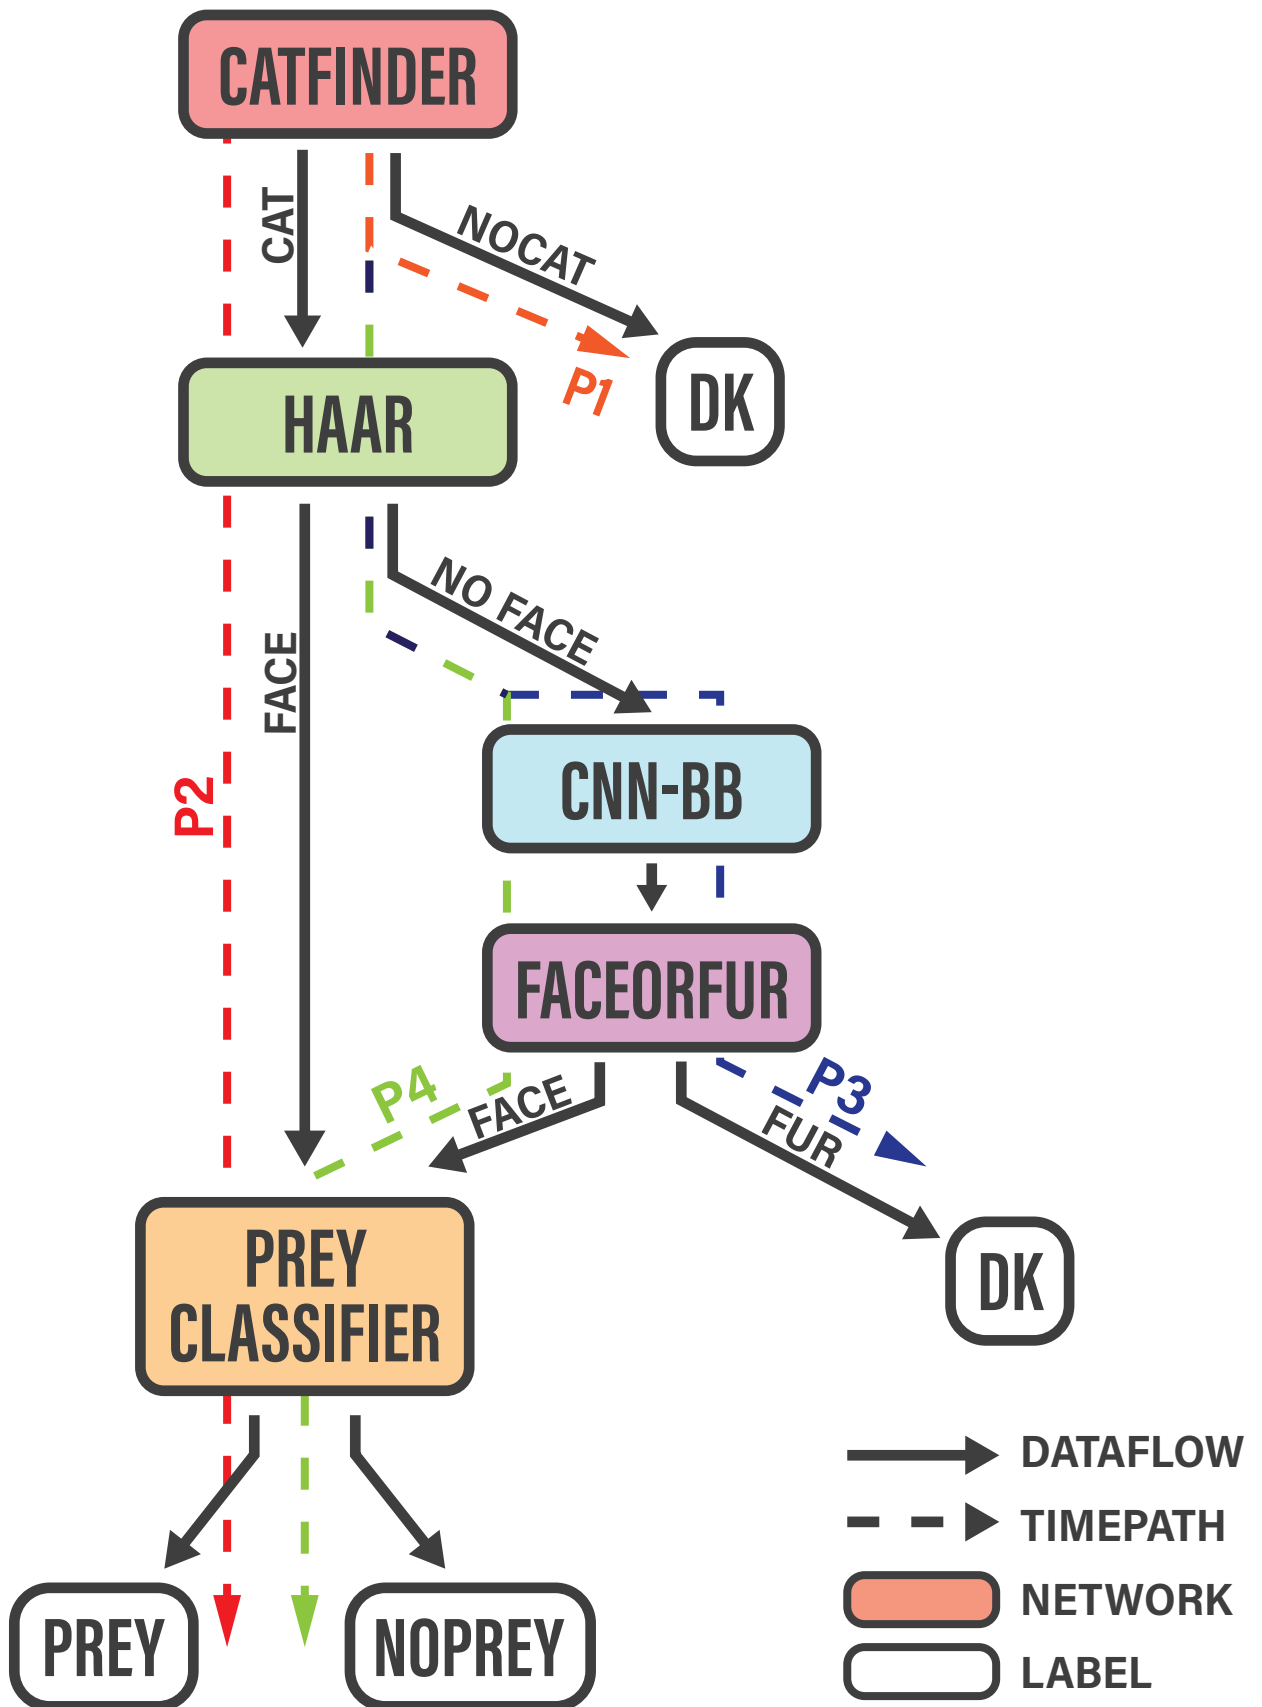 CATFINDER
CAT
NOCAT
P1
DK
HAAR
FACE
NO FACE
P2
CNN-BB
FACEORFUR
P4
FACE
P3
FUR
PREY
CLASSIFIER
DK
PREY
NOPREY
DATAFLOW
TIMEPATH
NETWORK
LABEL